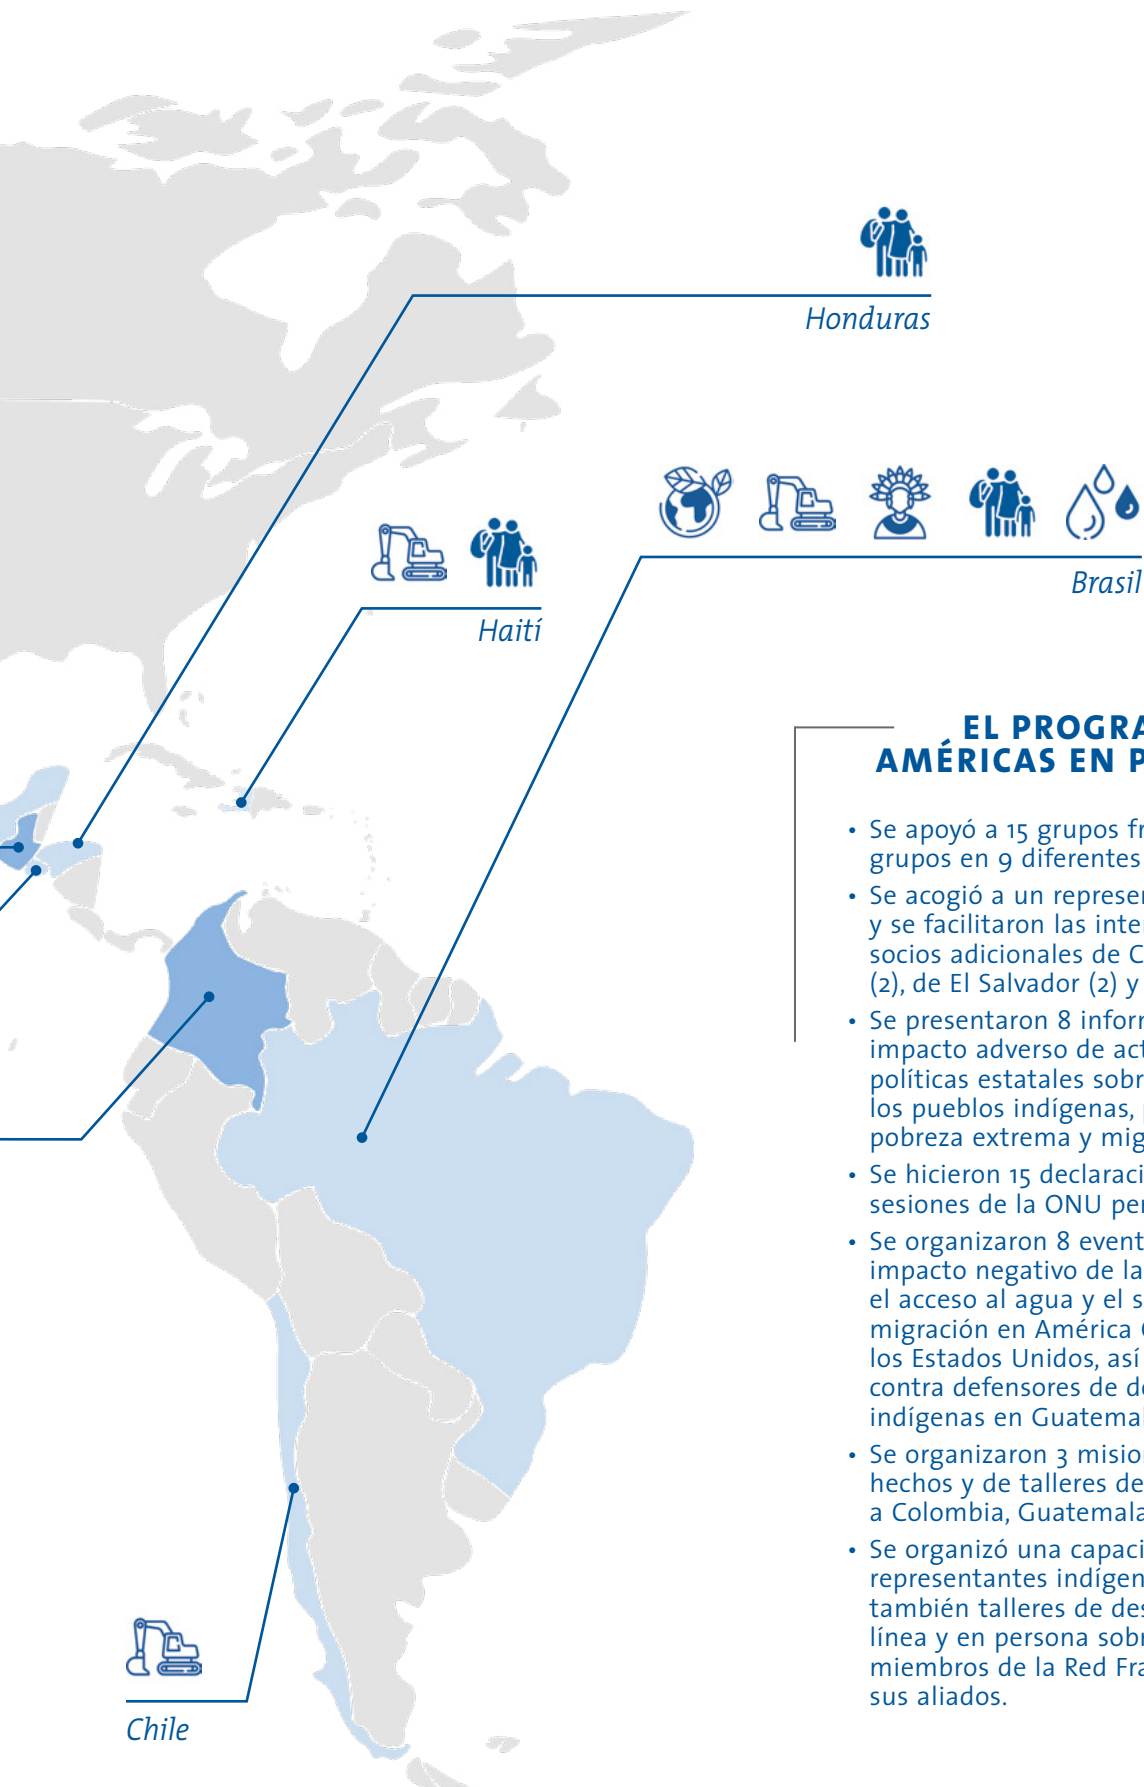 Honduras
Brasil
Haití
EL PROGRA
AMÉRICAS EN P
• Se apoyó a 15 grupos fr
grupos en 9 diferentes
• Se acogió a un represe
y se facilitaron las inte
socios adicionales de C
(2), de El Salvador (2) y
• Se presentaron 8 infor
impacto adverso de act
políticas estatales sobr
los pueblos indígenas, p
pobreza extrema y mig
• Se hicieron 15 declaraci
sesiones de la ONU per
• Se organizaron 8 event
impacto negativo de la
el acceso al agua y el s
migración en América C
los Estados Unidos, así
contra defensores de de
indígenas en Guatemal
• Se organizaron 3 misio
hechos y de talleres de
a Colombia, Guatemala
• Se organizó una capaci
representantes indígen
también talleres de des
línea y en persona sobr
miembros de la Red Fra
sus aliados.
Chile